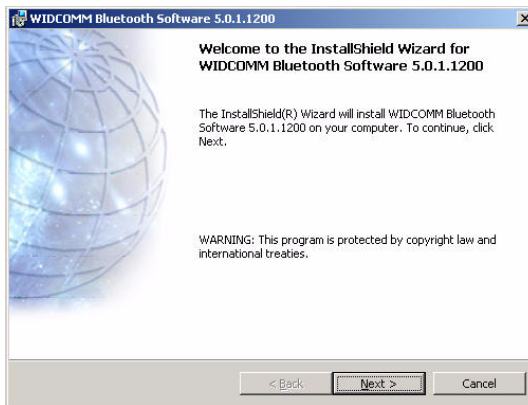 WIDCOMM Bluetooth Software 5.0.1.1200
Welcome to the InstallShield Wizard for
WIDCOMM Bluetooth Software 5.0.1.1200
The InstallShield(R) Wizard will install WIDCOMM Bluetooth
Software 5.0.1.1200 on your computer. To continue, click
Next.
WARNING: This program is protected by copyright law and
international treaties.
< Back
Next >
Cancel